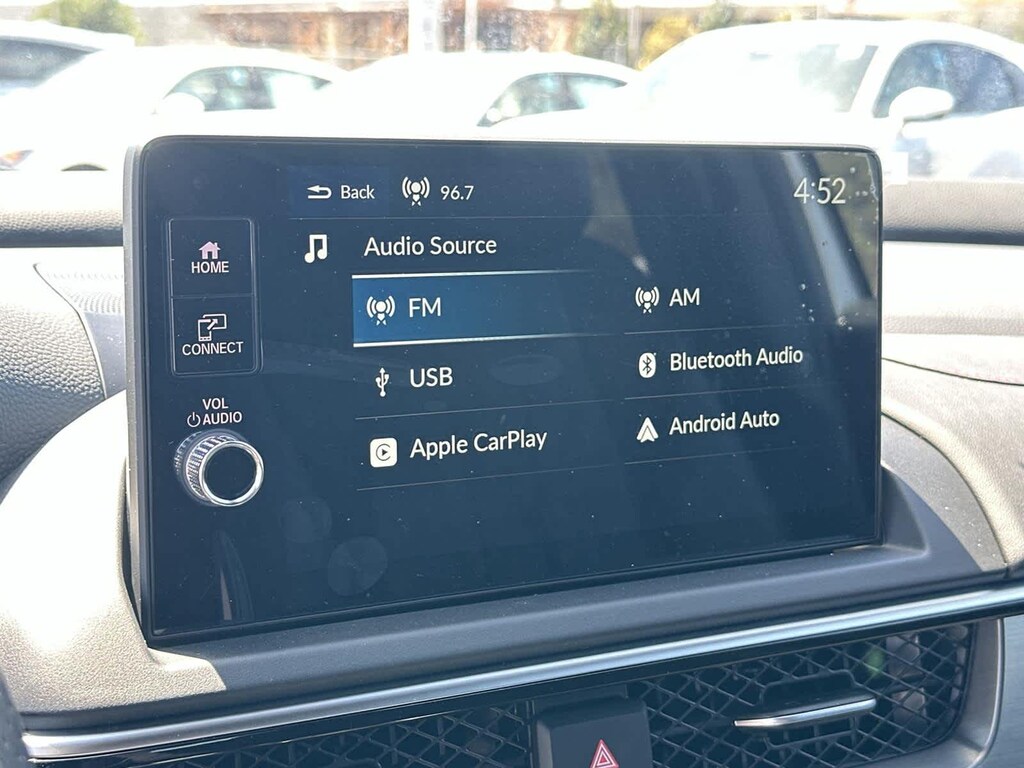 Back 96.7 4:52
Audio Source
HOME
FM
AM
CONNECT
USB
Bluetooth Audio
VOL
AUDIO
Apple CarPlay
Android Auto